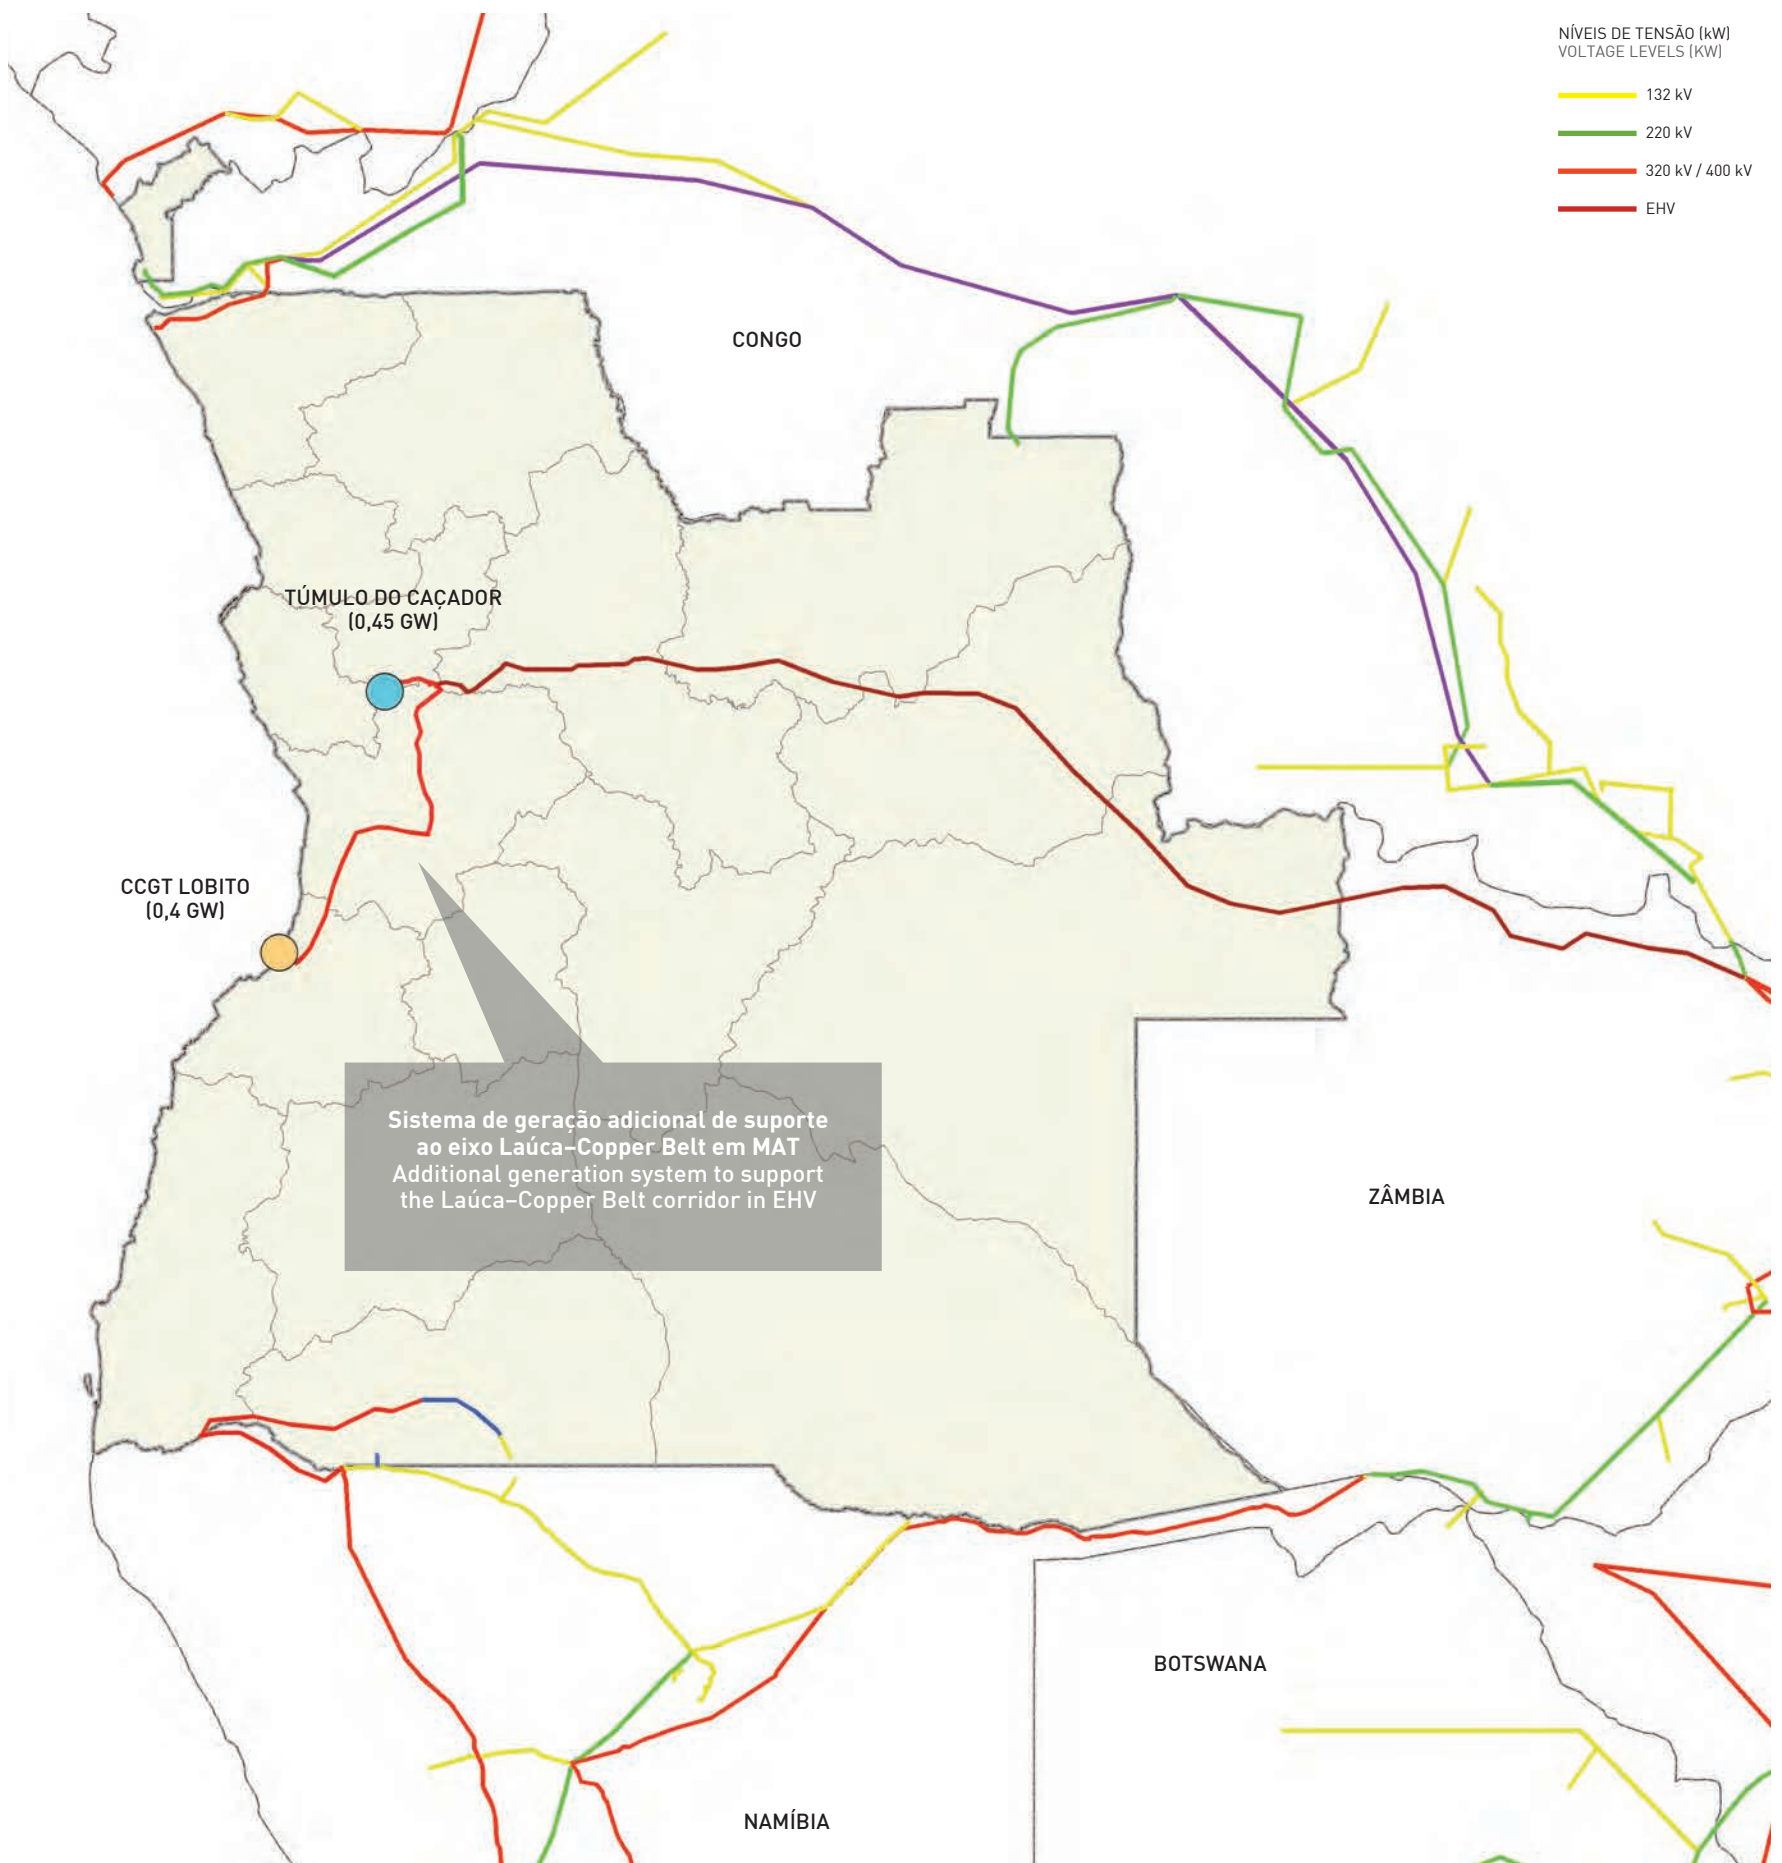 NÍVEIS DE TENSÃO (kW)
VOLTAGE LEVELS (KW)
132 kV
220 kV
320 kV / 400 kV
EHV
CONGO
TÚMULO DO CAÇADOR
(0,45 GW)
CCGT LOBITO
(0,4 GW)
Sistema de geração adicional de suporte
ao eixo Laúca–Copper Belt em MAT
Additional generation system to support
the Laúca–Copper Belt corridor in EHV
ZÂMBIA
BOTSWANA
NAMÍBIA